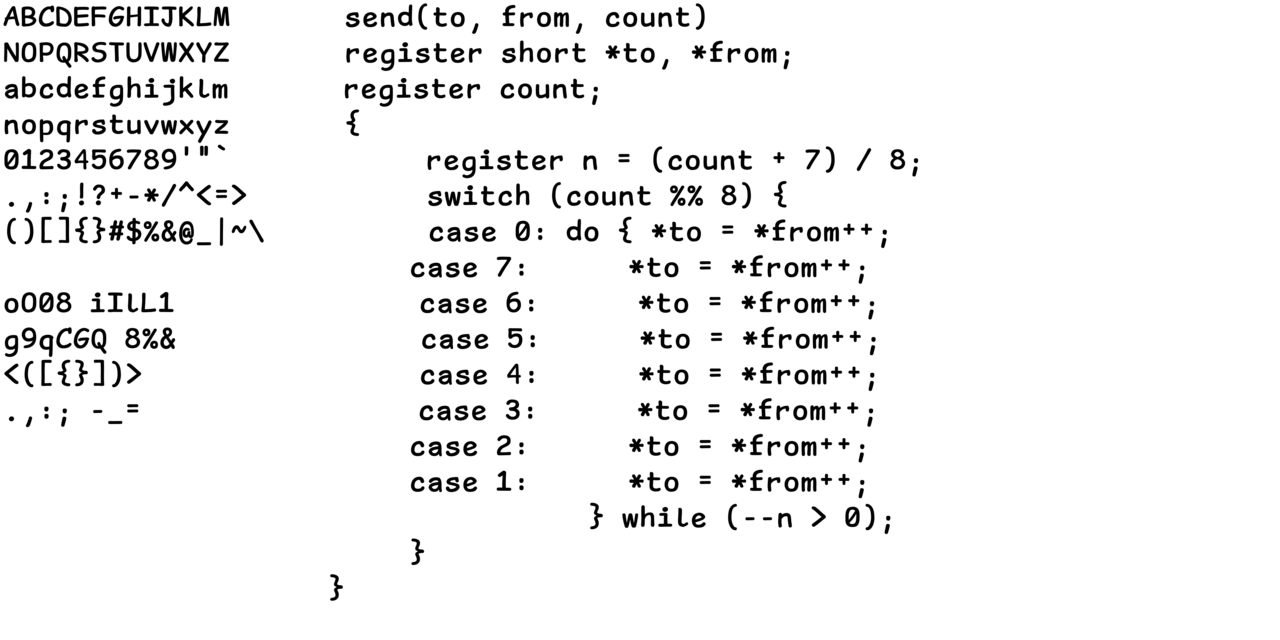 ABCDEFGHIJKLM
NOPQRSTUVWXYZ
abcdefghijklm
nopqrstuvwxyz
0123456789'"`
.,:;!?+-*/^<=>
()[]{}#$%&@_|~\
oO08 iIlL1
g9qCGQ 8%&
<([{}])>
.,:; -_=
send(to, from, count)
register short *to, *from;
register count;
{
register n = (count + 7) / 8;
switch (count %% 8) {
case 0: do { *to = *from++;
case 7: *to = *from++;
case 6: *to = *from++;
case 5: *to = *from++;
case 4: *to = *from++;
case 3: *to = *from++;
case 2: *to = *from++;
case 1: *to = *from++;
} while (--n > 0);
}
}